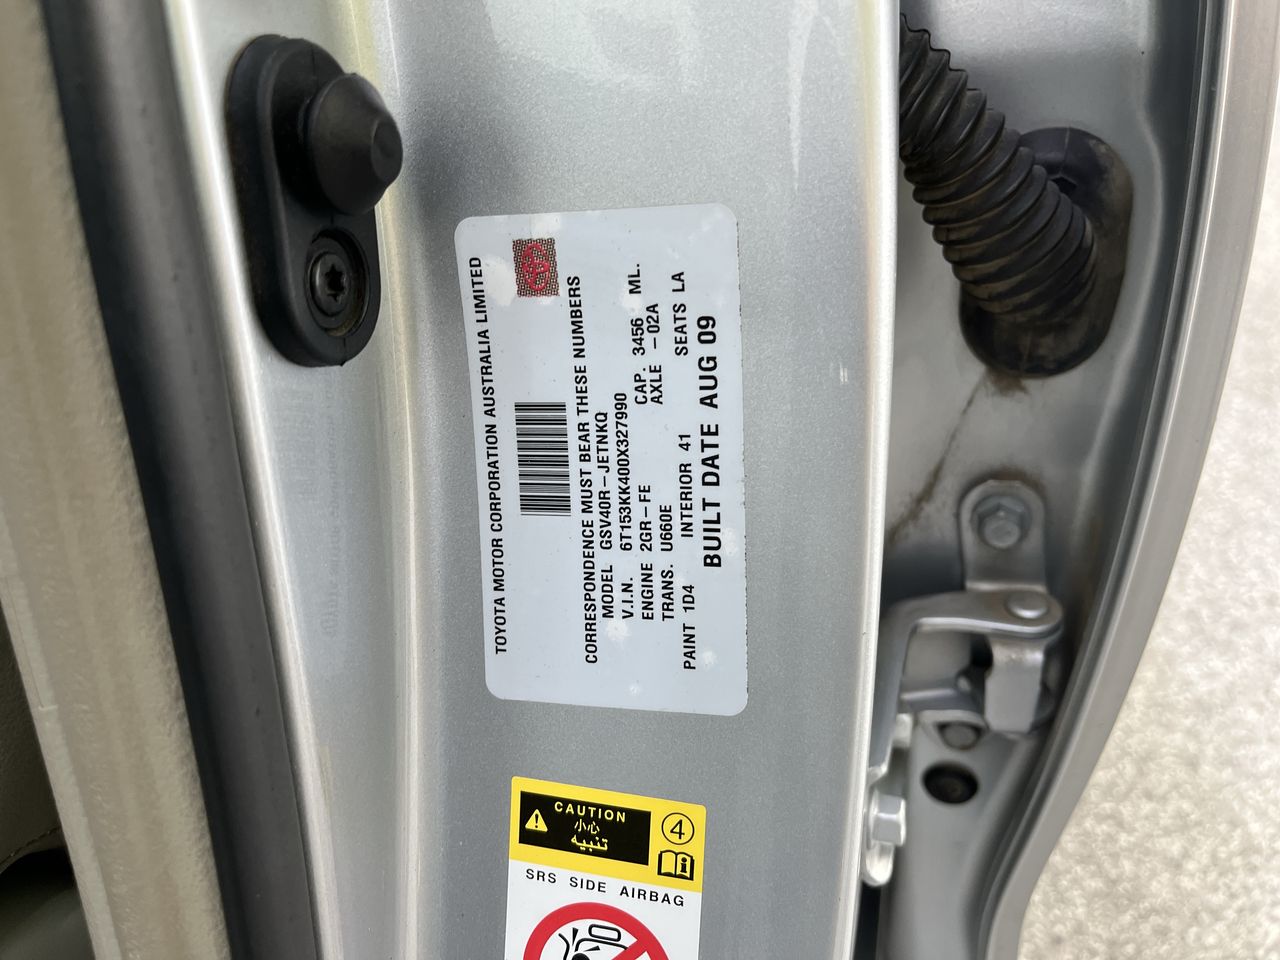 TOYOTA MOTOR CORPORATION AUSTRALIA LIMITED
CORRESPONDENCE MUST BEAR THESE NUMBERS
MODEL GSV40R-JETNKQ
V.I.N. 6T153KK400X327990
ENGINE 2GR-FE CAP. 3456 ML.
TRANS. U660E AXLE -02A
PAINT 1D4 INTERIOR 41 SEATS LA
BUILT DATE AUG 09
CAUTION
小心
تنبيه
4
i
SRS SIDE AIRBAG